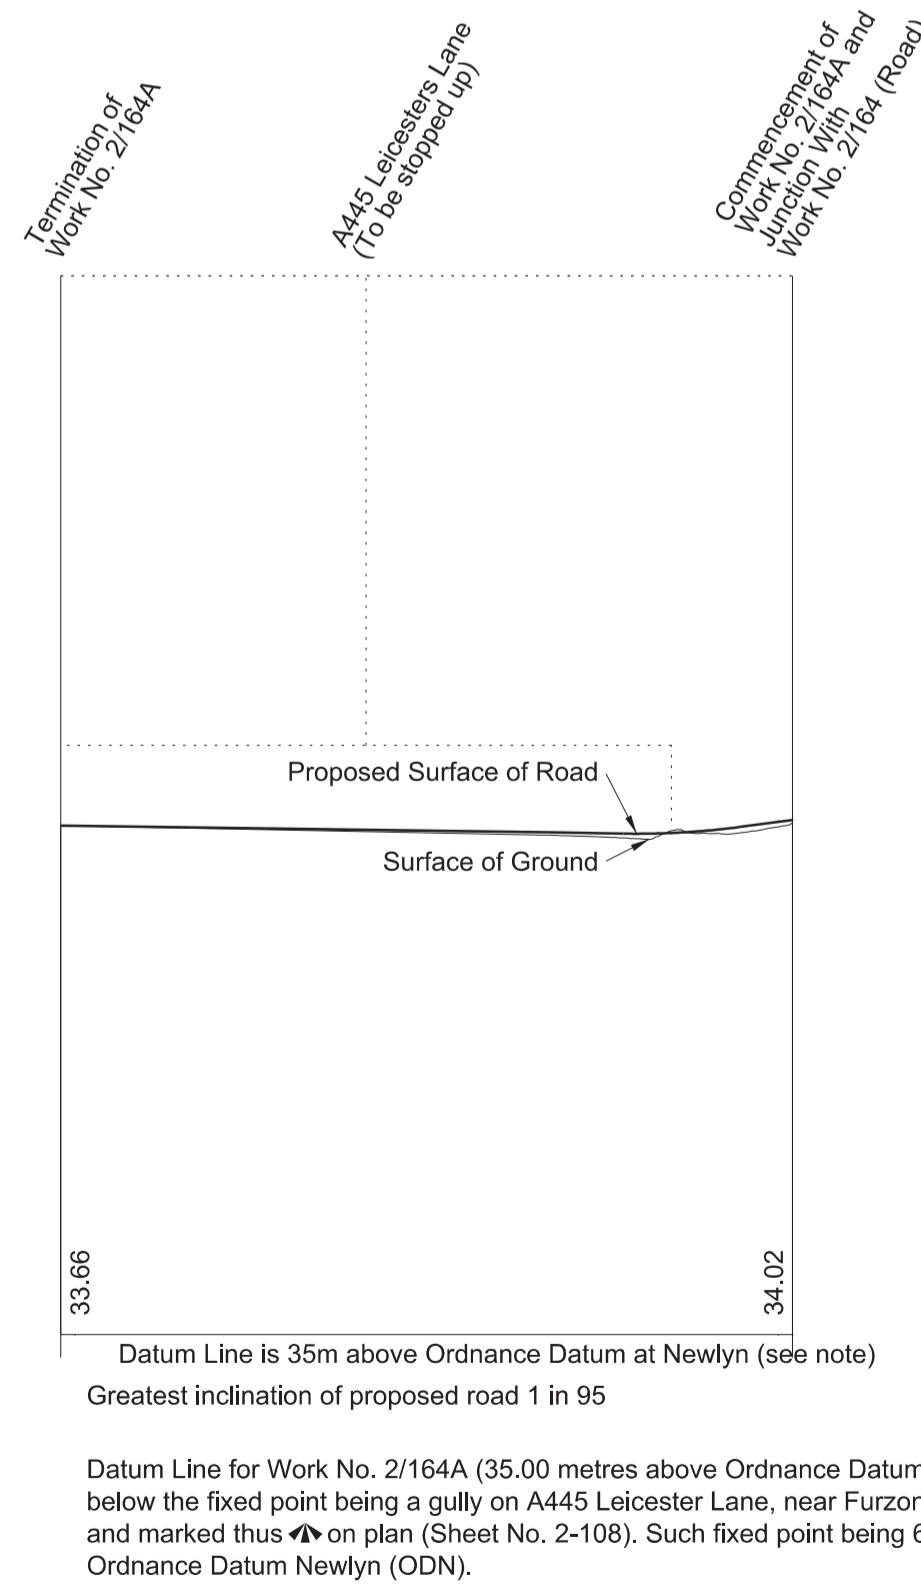 Termination of
Work No. 2/164A
A445 Leicesters Lane
(To be stopped up)
Commencement of
Work No. 2/164A and
Junction With
Work No. 2/164 (Road)
Proposed Surface of Road
Surface of Ground
33.66
34.02
Datum Line is 35m above Ordnance Datum at Newlyn (see note)
Greatest inclination of proposed road 1 in 95
Datum Line for Work No. 2/164A (35.00 metres above Ordnance Datum
below the fixed point being a gully on A445 Leicester Lane, near
and marked thus on plan (Sheet No. 2-108). Such fixed point being
Ordnance Datum Newlyn (ODN).